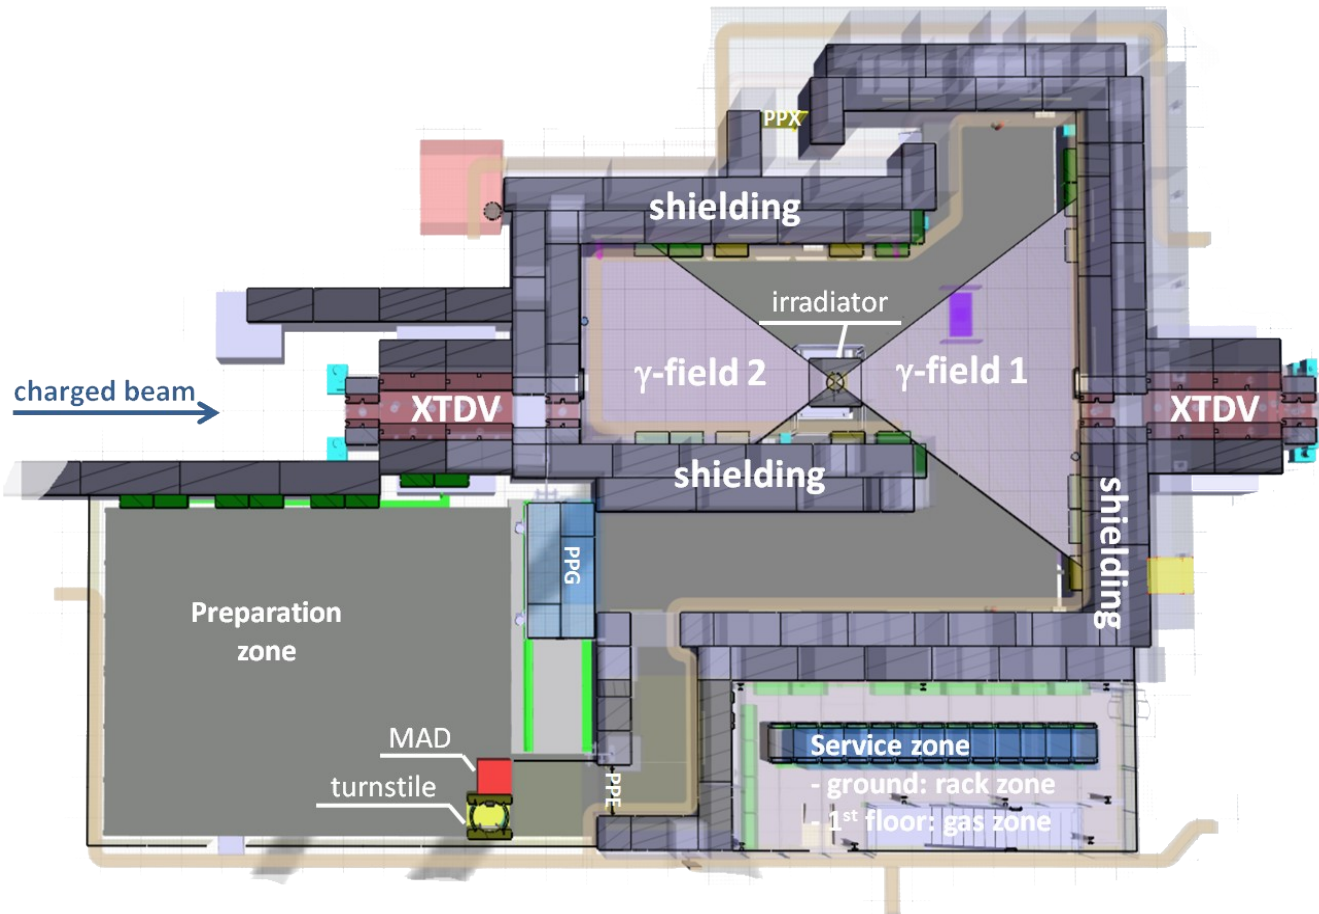 PPX
shielding
irradiator
γ-field 2
γ-field 1
charged beam
XTDV
XTDV
shielding
shielding
PPG
Preparation
zone
MAD
turnstile
PPE
Service zone
- ground: rack zone
- 1st floor: gas zone